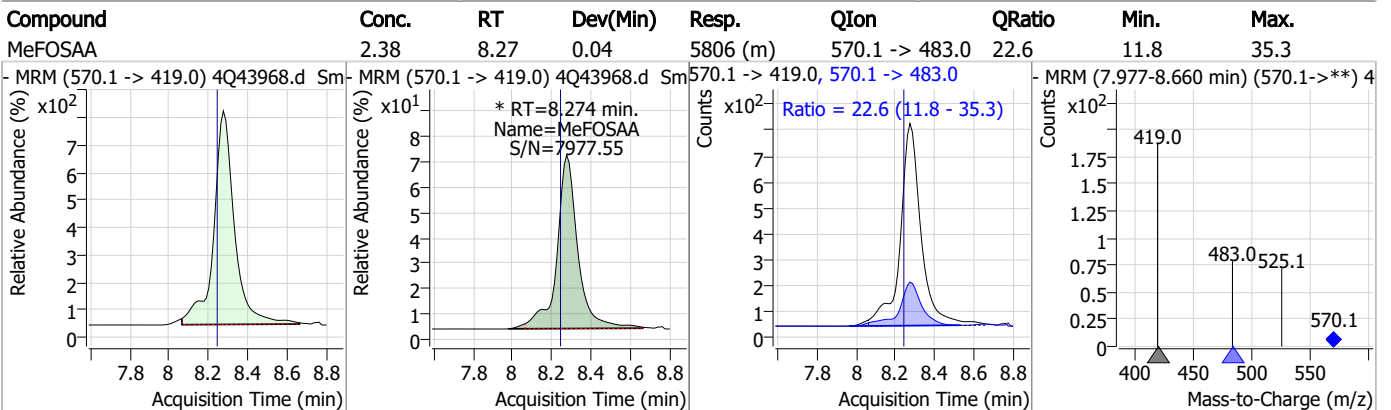 Compound Conc. RT Dev(Min) Resp. QIon QRatio Min. Max.
MeFOSAA 2.38 8.27 0.04 5806 (m) 570.1 -> 483.0 22.6 11.8 35.3
- MRM (570.1 -> 419.0) 4Q43968.d Sm
x10²
Relative Abundance (%)
7
6
5
4
3
2
1
0
7.8 8 8.2 8.4 8.6 8.8
Acquisition Time (min)
- MRM (570.1 -> 419.0) 4Q43968.d Sm
x10¹
* RT=8.274 min.
Name=MeFOSAA
S/N=7977.55
Relative Abundance (%)
8
7
6
5
4
3
2
1
0
7.8 8 8.2 8.4 8.6 8.8
Acquisition Time (min)
570.1 -> 419.0, 570.1 -> 483.0
x10²
Ratio = 22.6 (11.8 - 35.3)
Counts
7
6
5
4
3
2
1
0
7.8 8 8.2 8.4 8.6 8.8
Acquisition Time (min)
- MRM (7.977-8.660 min) (570.1->**) 4
x10²
Counts
419.0
483.0
525.1
570.1
1.75
1.5
1.25
1
0.75
0.5
0.25
0
400 450 500 550
Mass-to-Charge (m/z)